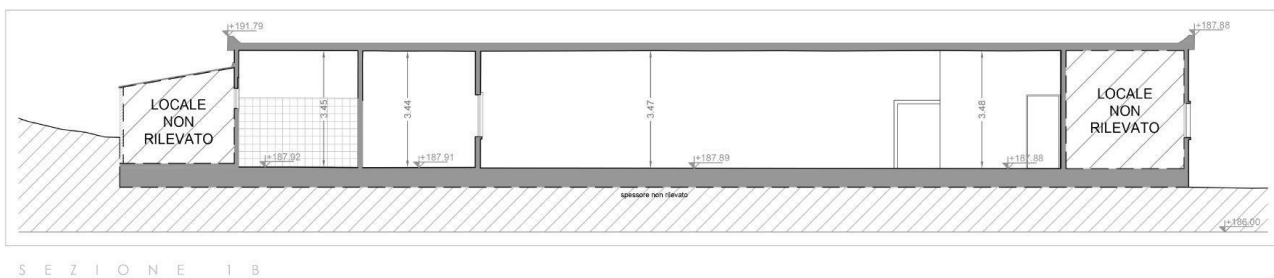 +191.79
+187.88
LOCALE
NON
RILEVATO
3.45
3.44
3.47
3.48
LOCALE
NON
RILEVATO
+187.92
+187.91
+187.89
+187.88
spessore non rilevato
+186.00
SEZIONE 1B